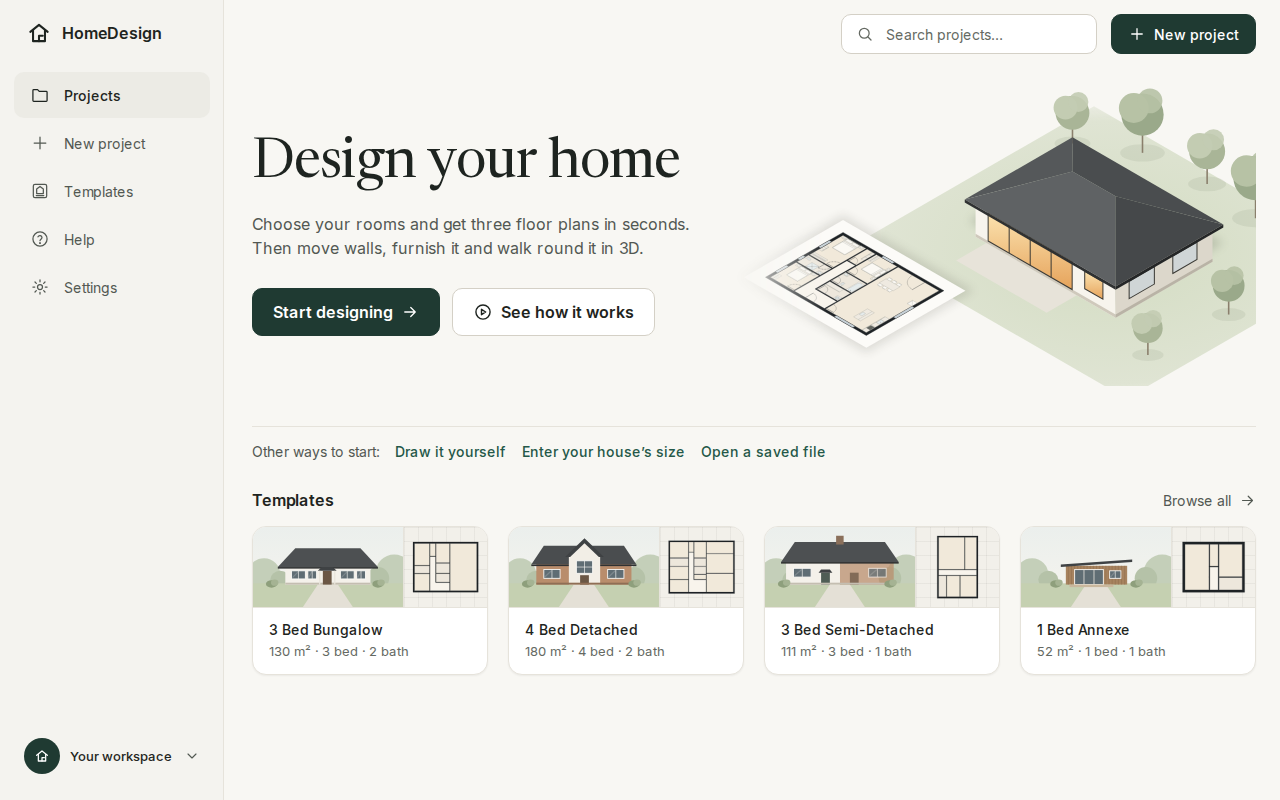 HomeDesign
Projects
New project
Templates
Help
Settings
Your workspace
Search projects...
New project
Design your home
Choose your rooms and get three floor plans in seconds.
Then move walls, furnish it and walk round it in 3D.
Start designing
See how it works
Other ways to start: Draw it yourself Enter your house's size Open a saved file
Templates
Browse all
3 Bed Bungalow
130 m² · 3 bed · 2 bath
4 Bed Detached
180 m² · 4 bed · 2 bath
3 Bed Semi-Detached
111 m² · 3 bed · 1 bath
1 Bed Annexe
52 m² · 1 bed · 1 bath